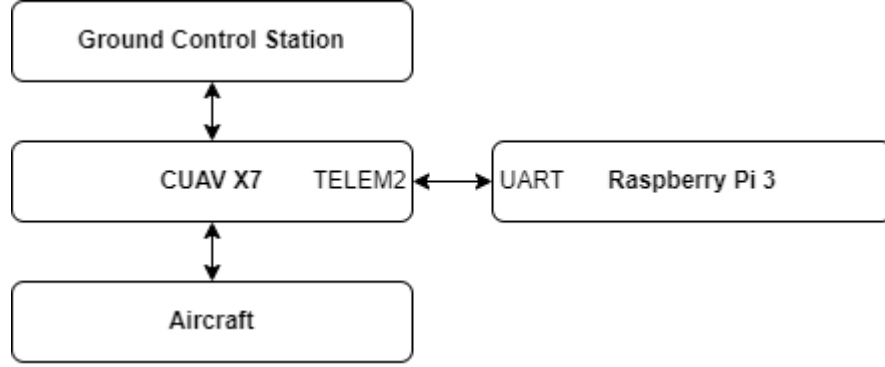 Ground Control Station
CUAV X7 TELEM2 UART Raspberry Pi 3
Aircraft